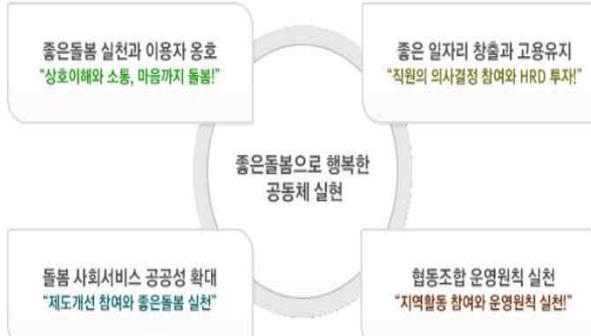 좋은돌봄 실천과 이용자 옹호
"상호이해와 소통, 마음까지 돌봄!"
좋은 일자리 창출과 고용유지
"직원의 의사결정 참여와 HRD 투자!"
좋은돌봄으로 행복한
공동체 실현
돌봄 사회서비스 공공성 확대
"제도개선 참여와 좋은돌봄 실천"
협동조합 운영원칙 실천
"지역활동 참여와 운영원칙 실천!"